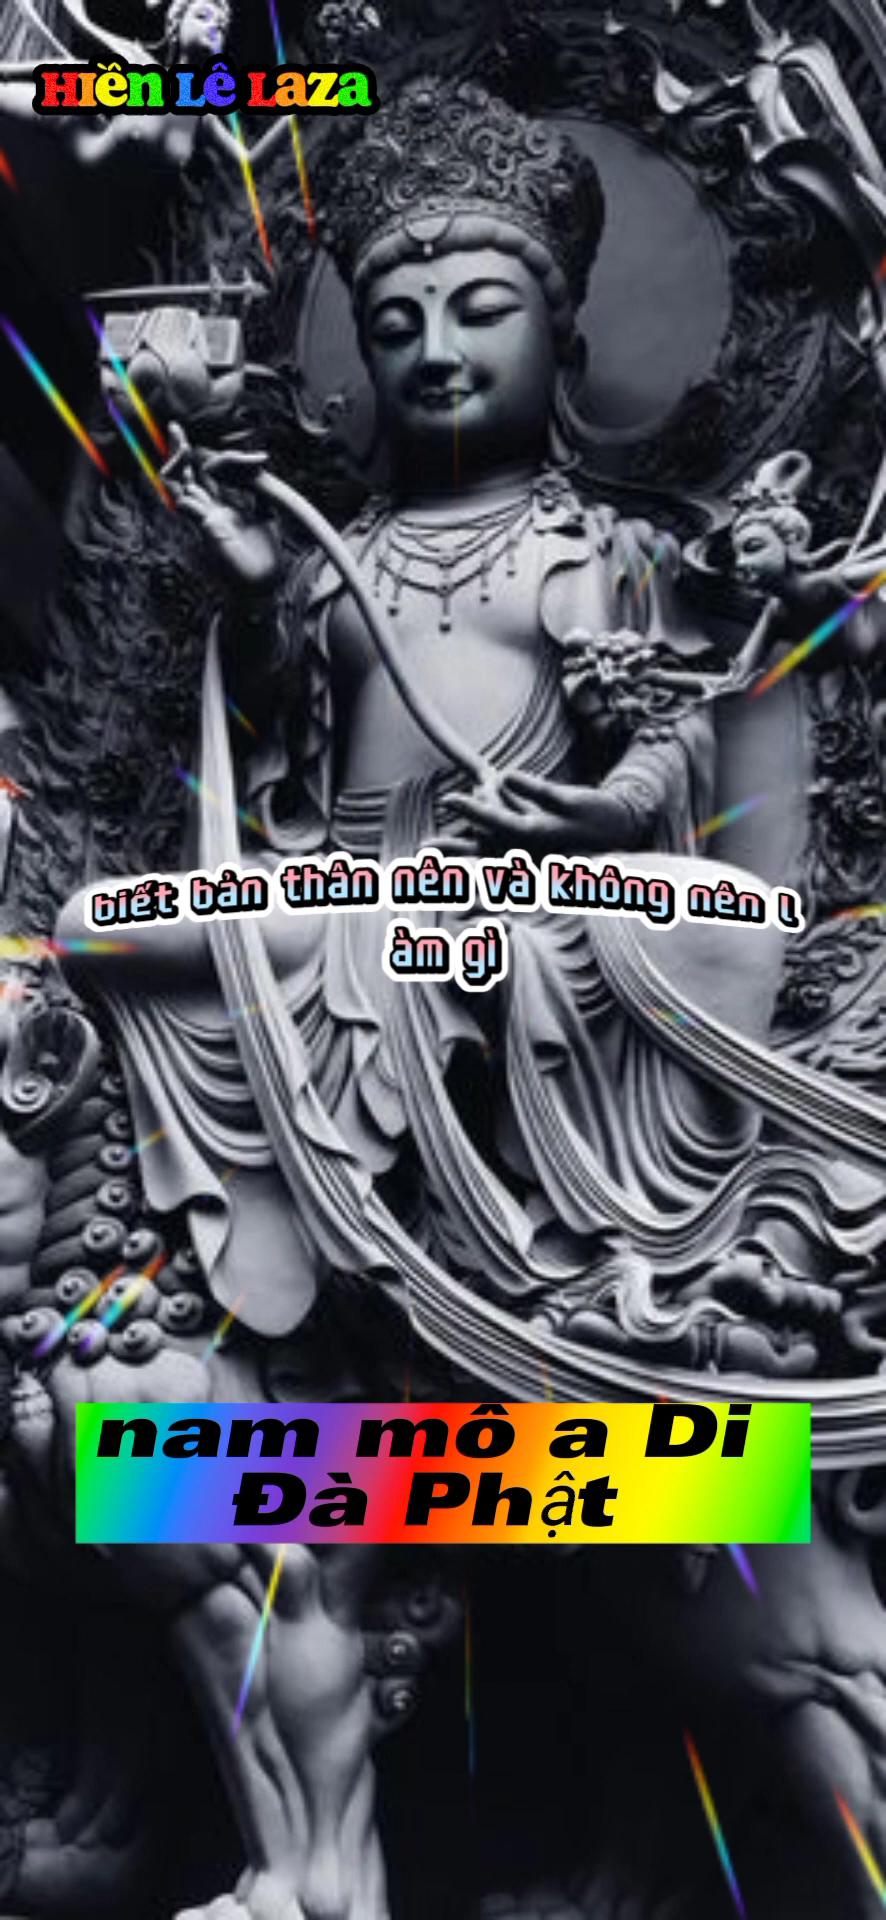 Hiền Lê Laza
biết bản thân nên và không nên l
àm gì
nam mô a Di
Đà Phật